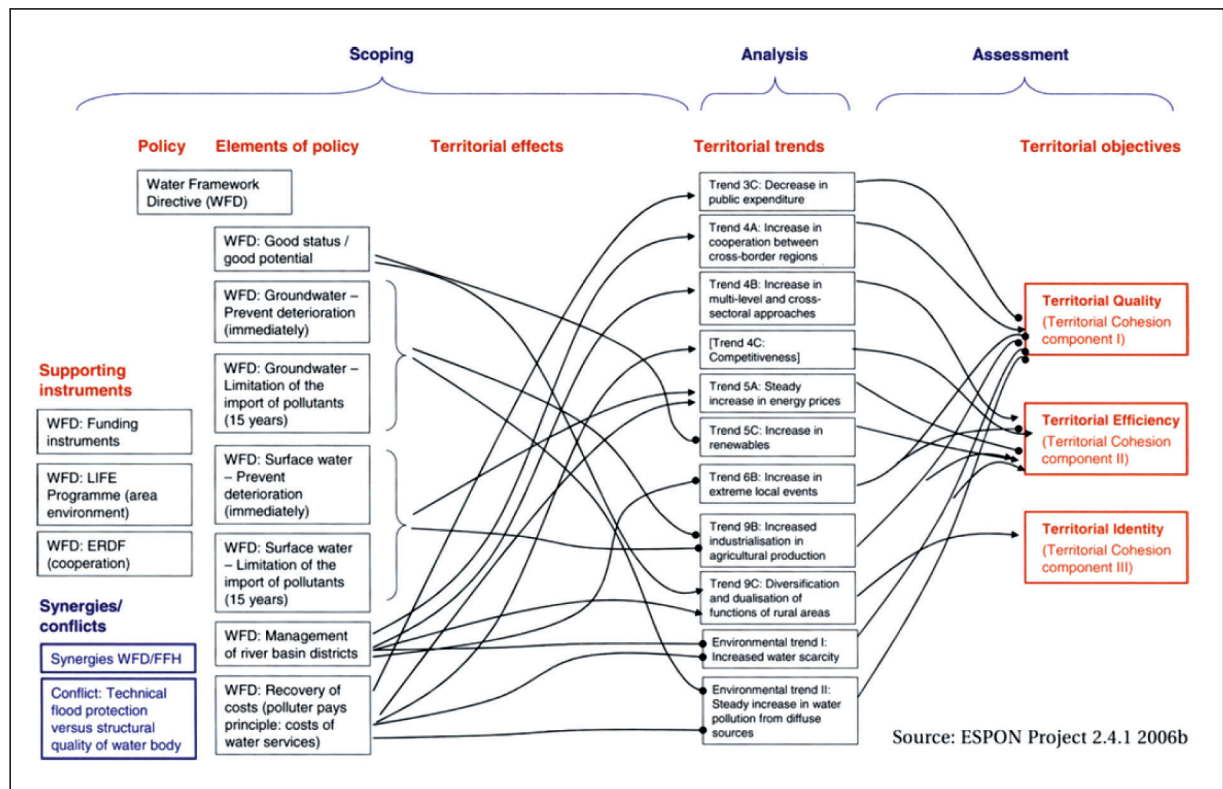 Scoping
Analysis
Assessment
Policy
Elements of policy
Territorial effects
Territorial trends
Territorial objectives
Water Framework
Directive (WFD)
WFD: Good status /
good potential
WFD: Groundwater –
Prevent deterioration
(immediately)
WFD: Groundwater –
Limitation of the
import of pollutants
(15 years)
WFD: Surface water
– Prevent
deterioration
(immediately)
WFD: Surface water
– Limitation of the
import of pollutants
(15 years)
WFD: Management
of river basin districts
WFD: Recovery of
costs (polluter pays
principle: costs of
water services)
Supporting
instruments
WFD: Funding
instruments
WFD: LIFE
Programme (area
environment)
WFD: ERDF
(cooperation)
Synergies/
conflicts
Synergies WFD/FFH
Conflict: Technical
flood protection
versus structural
quality of water body
Trend 3C: Decrease in
public expenditure
Trend 4A: Increase in
cooperation between
cross-border regions
Trend 4B: Increase in
multi-level and cross-
sectoral approaches
[Trend 4C:
Competitiveness]
Trend 5A: Steady
increase in energy prices
Trend 5C: Increase in
renewables
Trend 6B: Increase in
extreme local events
Trend 9B: Increased
industrialisation in
agricultural production
Trend 9C: Diversification
and dualisation of
functions of rural areas
Environmental trend I:
Increased water scarcity
Environmental trend II:
Steady increase in water
pollution from diffuse
sources
Territorial Quality
(Territorial Cohesion
component I)
Territorial Efficiency
(Territorial Cohesion
component II)
Territorial Identity
(Territorial Cohesion
component III)
Source: ESPON Project 2.4.1 2006b